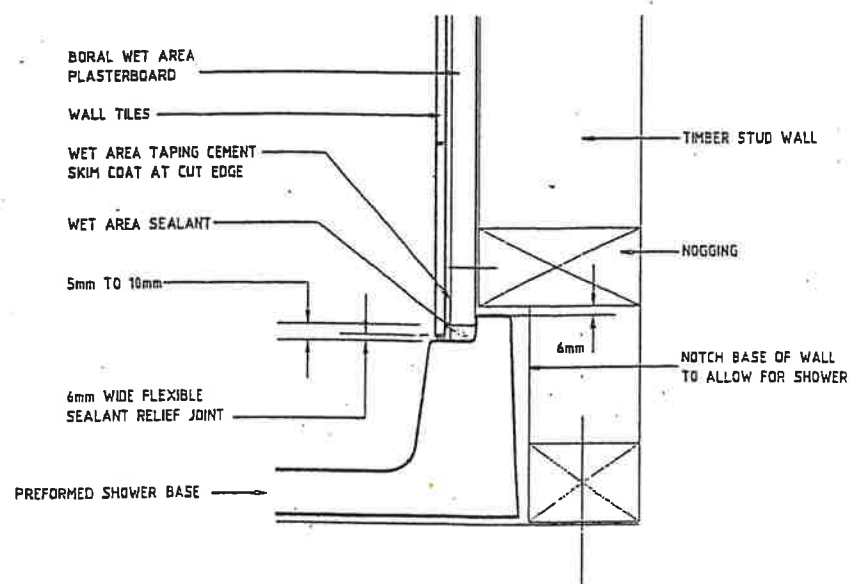 BORAL WET AREA
PLASTERBOARD
WALL TILES
WET AREA TAPING CEMENT
SKIM COAT AT CUT EDGE
WET AREA SEALANT
5mm TO 10mm
6mm WIDE FLEXIBLE
SEALANT RELIEF JOINT
PREFORMED SHOWER BASE
TIMBER STUD WALL
NOGGING
6mm
NOTCH BASE OF WALL
TO ALLOW FOR SHOWER